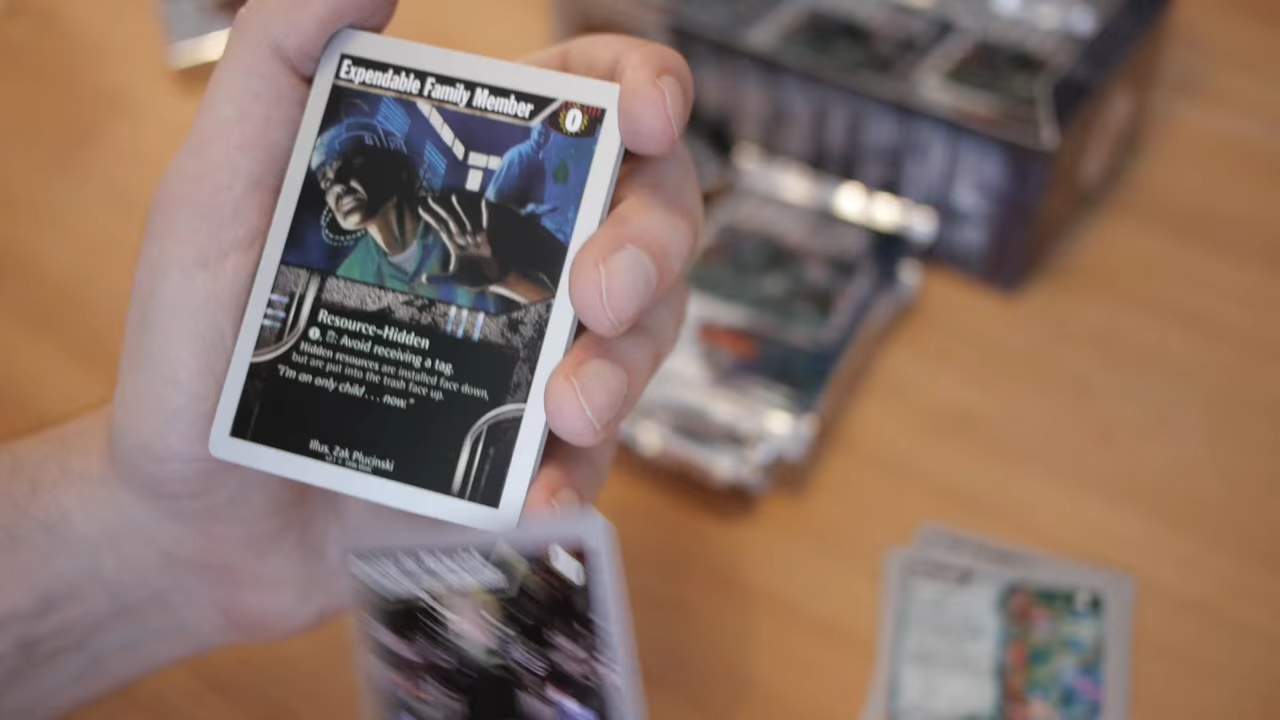 Expendable Family Member
0
Resource-Hidden
Avoid receiving a tag.
Hidden resources are installed face down,
but are put into the trash face up.
"I'm an only child . . . now."
Illus. Zak Plucinski